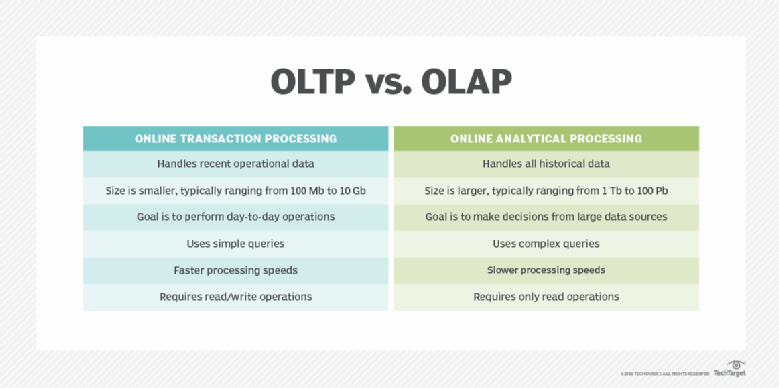 OLTP vs. OLAP
ONLINE TRANSACTION PROCESSING
ONLINE ANALYTICAL PROCESSING
Handles recent operational data
Handles all historical data
Size is smaller, typically ranging from 100 Mb to 10 Gb
Size is larger, typically ranging from 1 Tb to 100 Pb
Goal is to perform day-to-day operations
Goal is to make decisions from large data sources
Uses simple queries
Uses complex queries
Faster processing speeds
Slower processing speeds
Requires read/write operations
Requires only read operations
TECHTARGET. ALL RIGHTS RESERVED
TechTarget